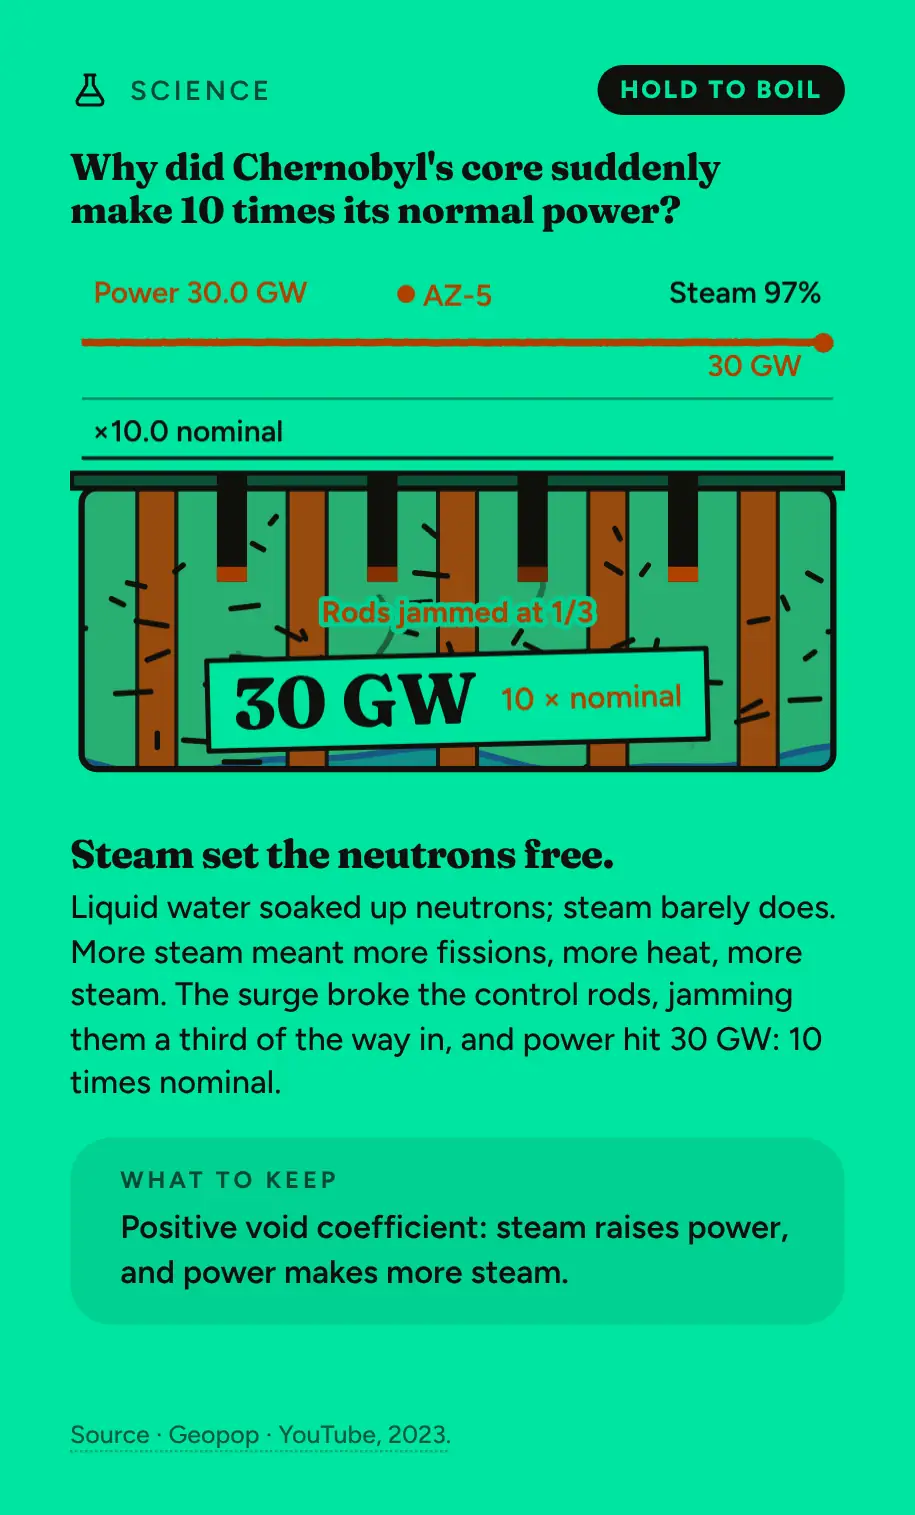 SCIENCE
HOLD TO BOIL
Why did Chernobyl's core suddenly
make 10 times its normal power?
Power 30.0 GW
AZ-5
Steam 97%
30 GW
×10.0 nominal
Rods jammed at 1/3
30 GW 10 × nominal
Steam set the neutrons free.
Liquid water soaked up neutrons; steam barely does.
More steam meant more fissions, more heat, more
steam. The surge broke the control rods, jamming
them a third of the way in, and power hit 30 GW: 10
times nominal.
WHAT TO KEEP
Positive void coefficient: steam raises power,
and power makes more steam.
Source · Geopop · YouTube, 2023.